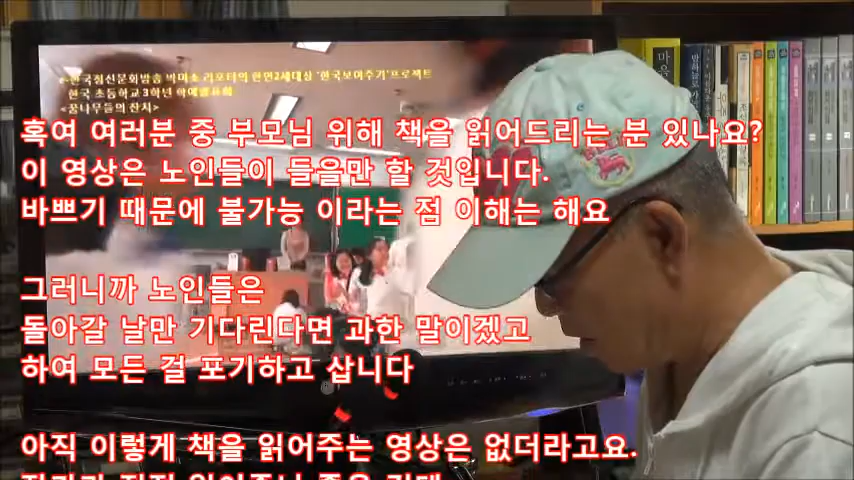 한국정신문화방송 박미소 리포터의 한연2세대상 '한국보여주기'프로젝트
한국 초등학교3학년 학예발표회
<꿈나무들의 잔치>
혹여 여러분 중 부모님 위해 책을 읽어드리는 분 있나요?
이 영상은 노인들이 들을만 할 것입니다.
바쁘기 때문에 불가능 이라는 점 이해는 해요
그러니까 노인들은
돌아갈 날만 기다린다면 과한 말이겠고
하여 모든 걸 포기하고 삽니다
아직 이렇게 책을 읽어주는 영상은 없더라고요.